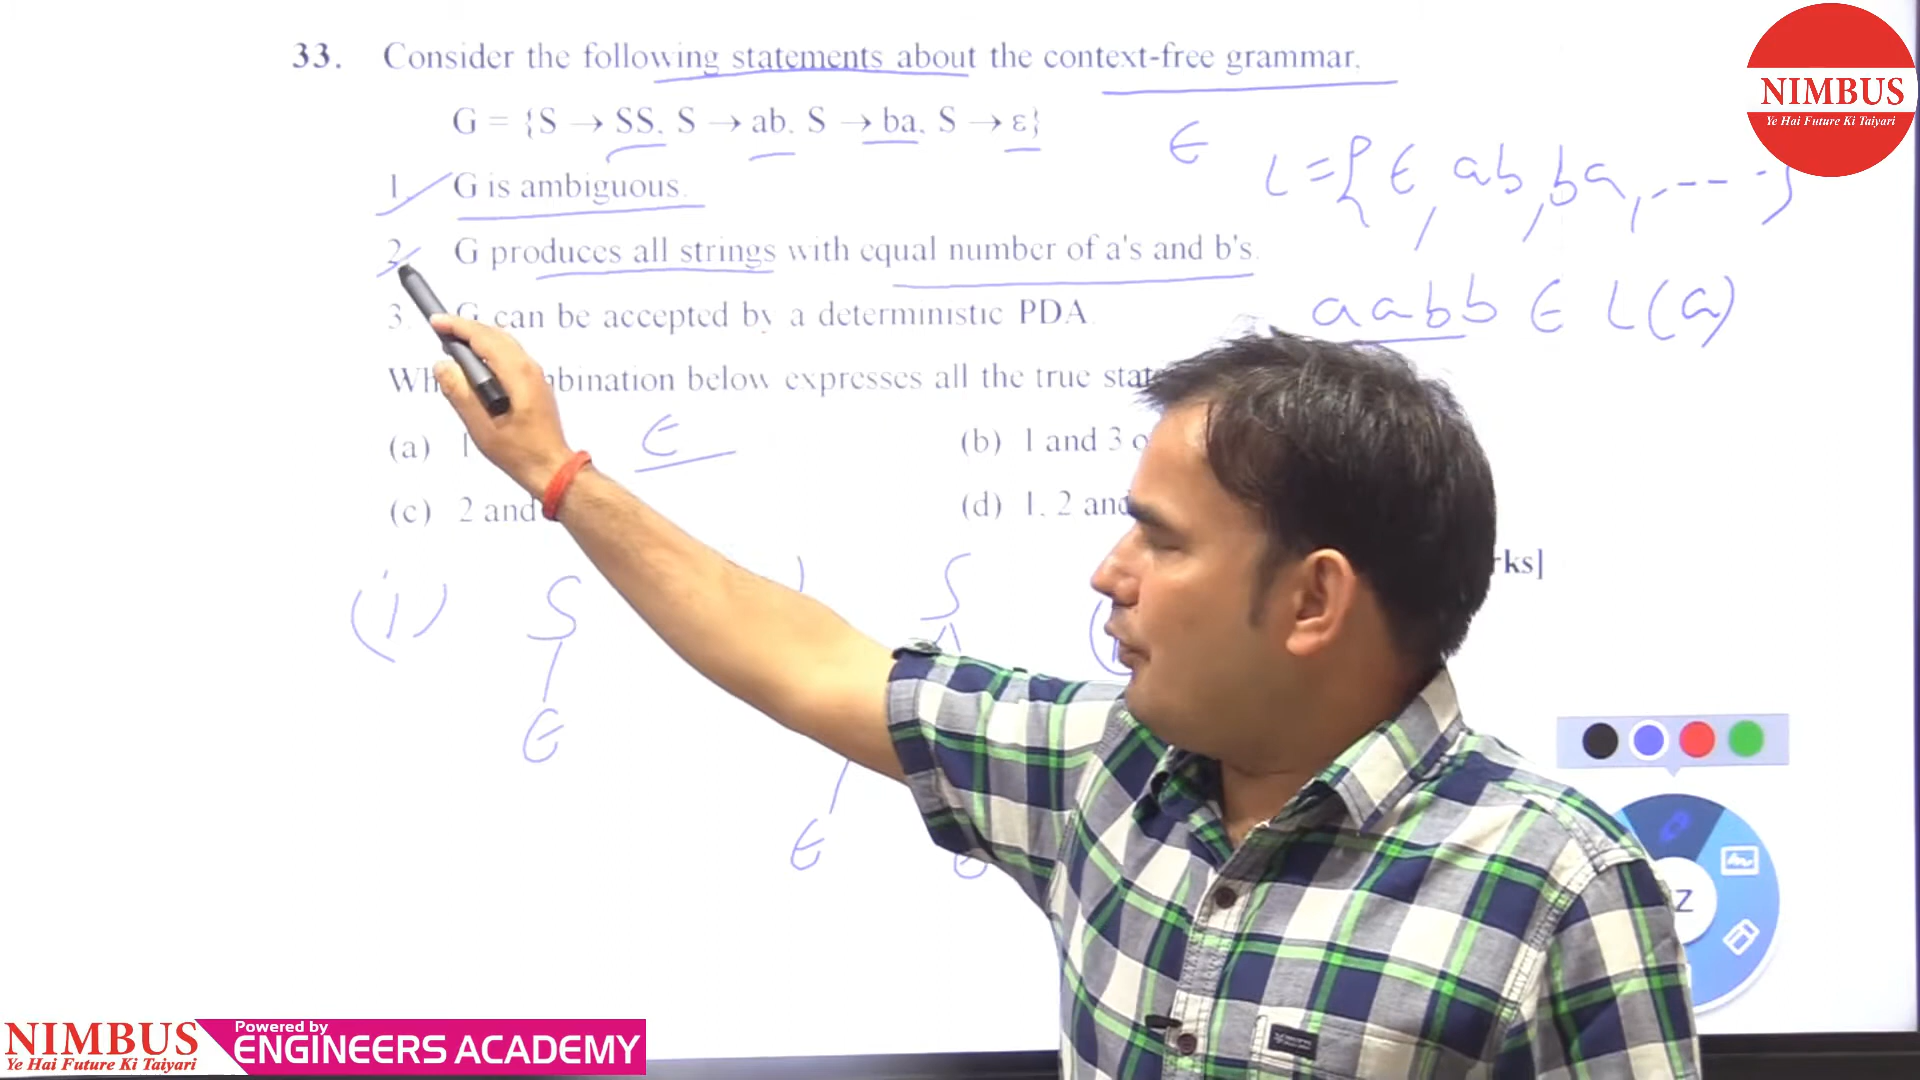 33. Consider the following statements about the context-free grammar.
G = {S → SS, S → ab, S → ba, S → ε}
1. G is ambiguous.
2. G produces all strings with equal number of a's and b's.
3. G can be accepted by a deterministic PDA.
combination below expresses all the true
(a) 1
(b) 1 and 3
(c) 2 and
(d) 1, 2 and
rks]
∈
L = { ∈, ab, ba, ---- }
aabb ∈ L(G)
∈
(i) S
S
∈
∈
NIMBUS
Ye Hai Future Ki Taiyari
Z
NIMBUS
Ye Hai Future Ki Taiyari
Powered by
ENGINEERS ACADEMY